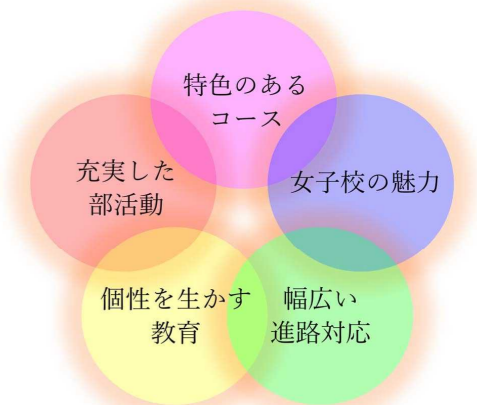 特色のある
コース
充実した
部活動
女子校の魅力
個性を生かす
教育
幅広い
進路対応